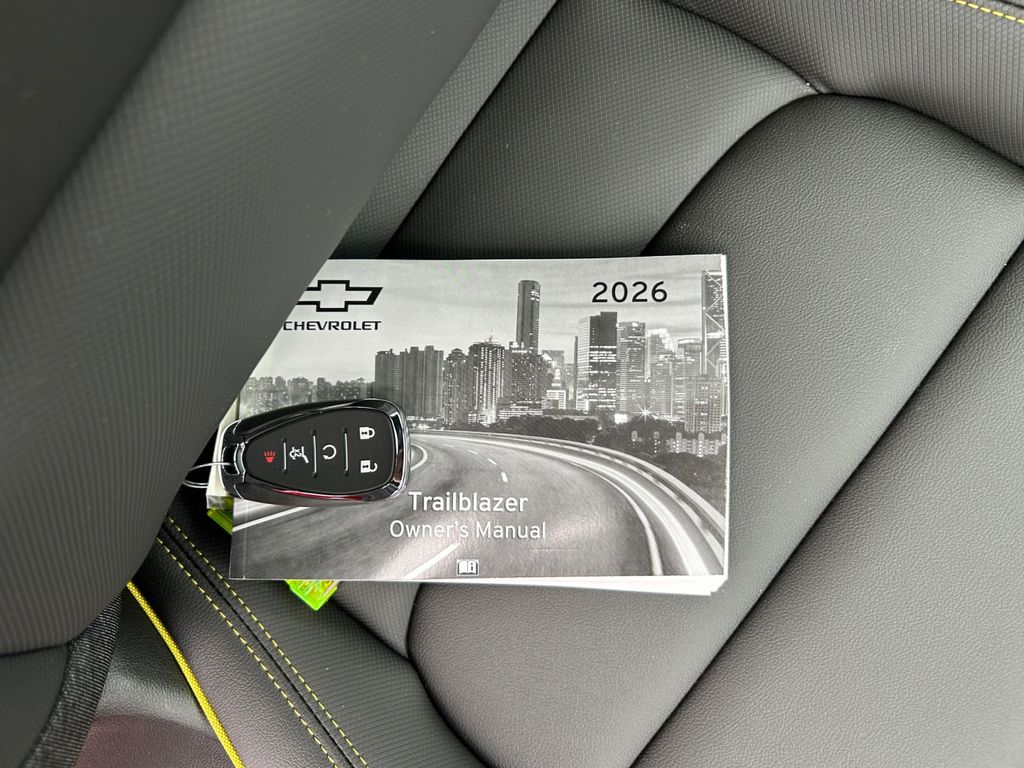 CHEVROLET
2026
Trailblazer
Owner's Manual